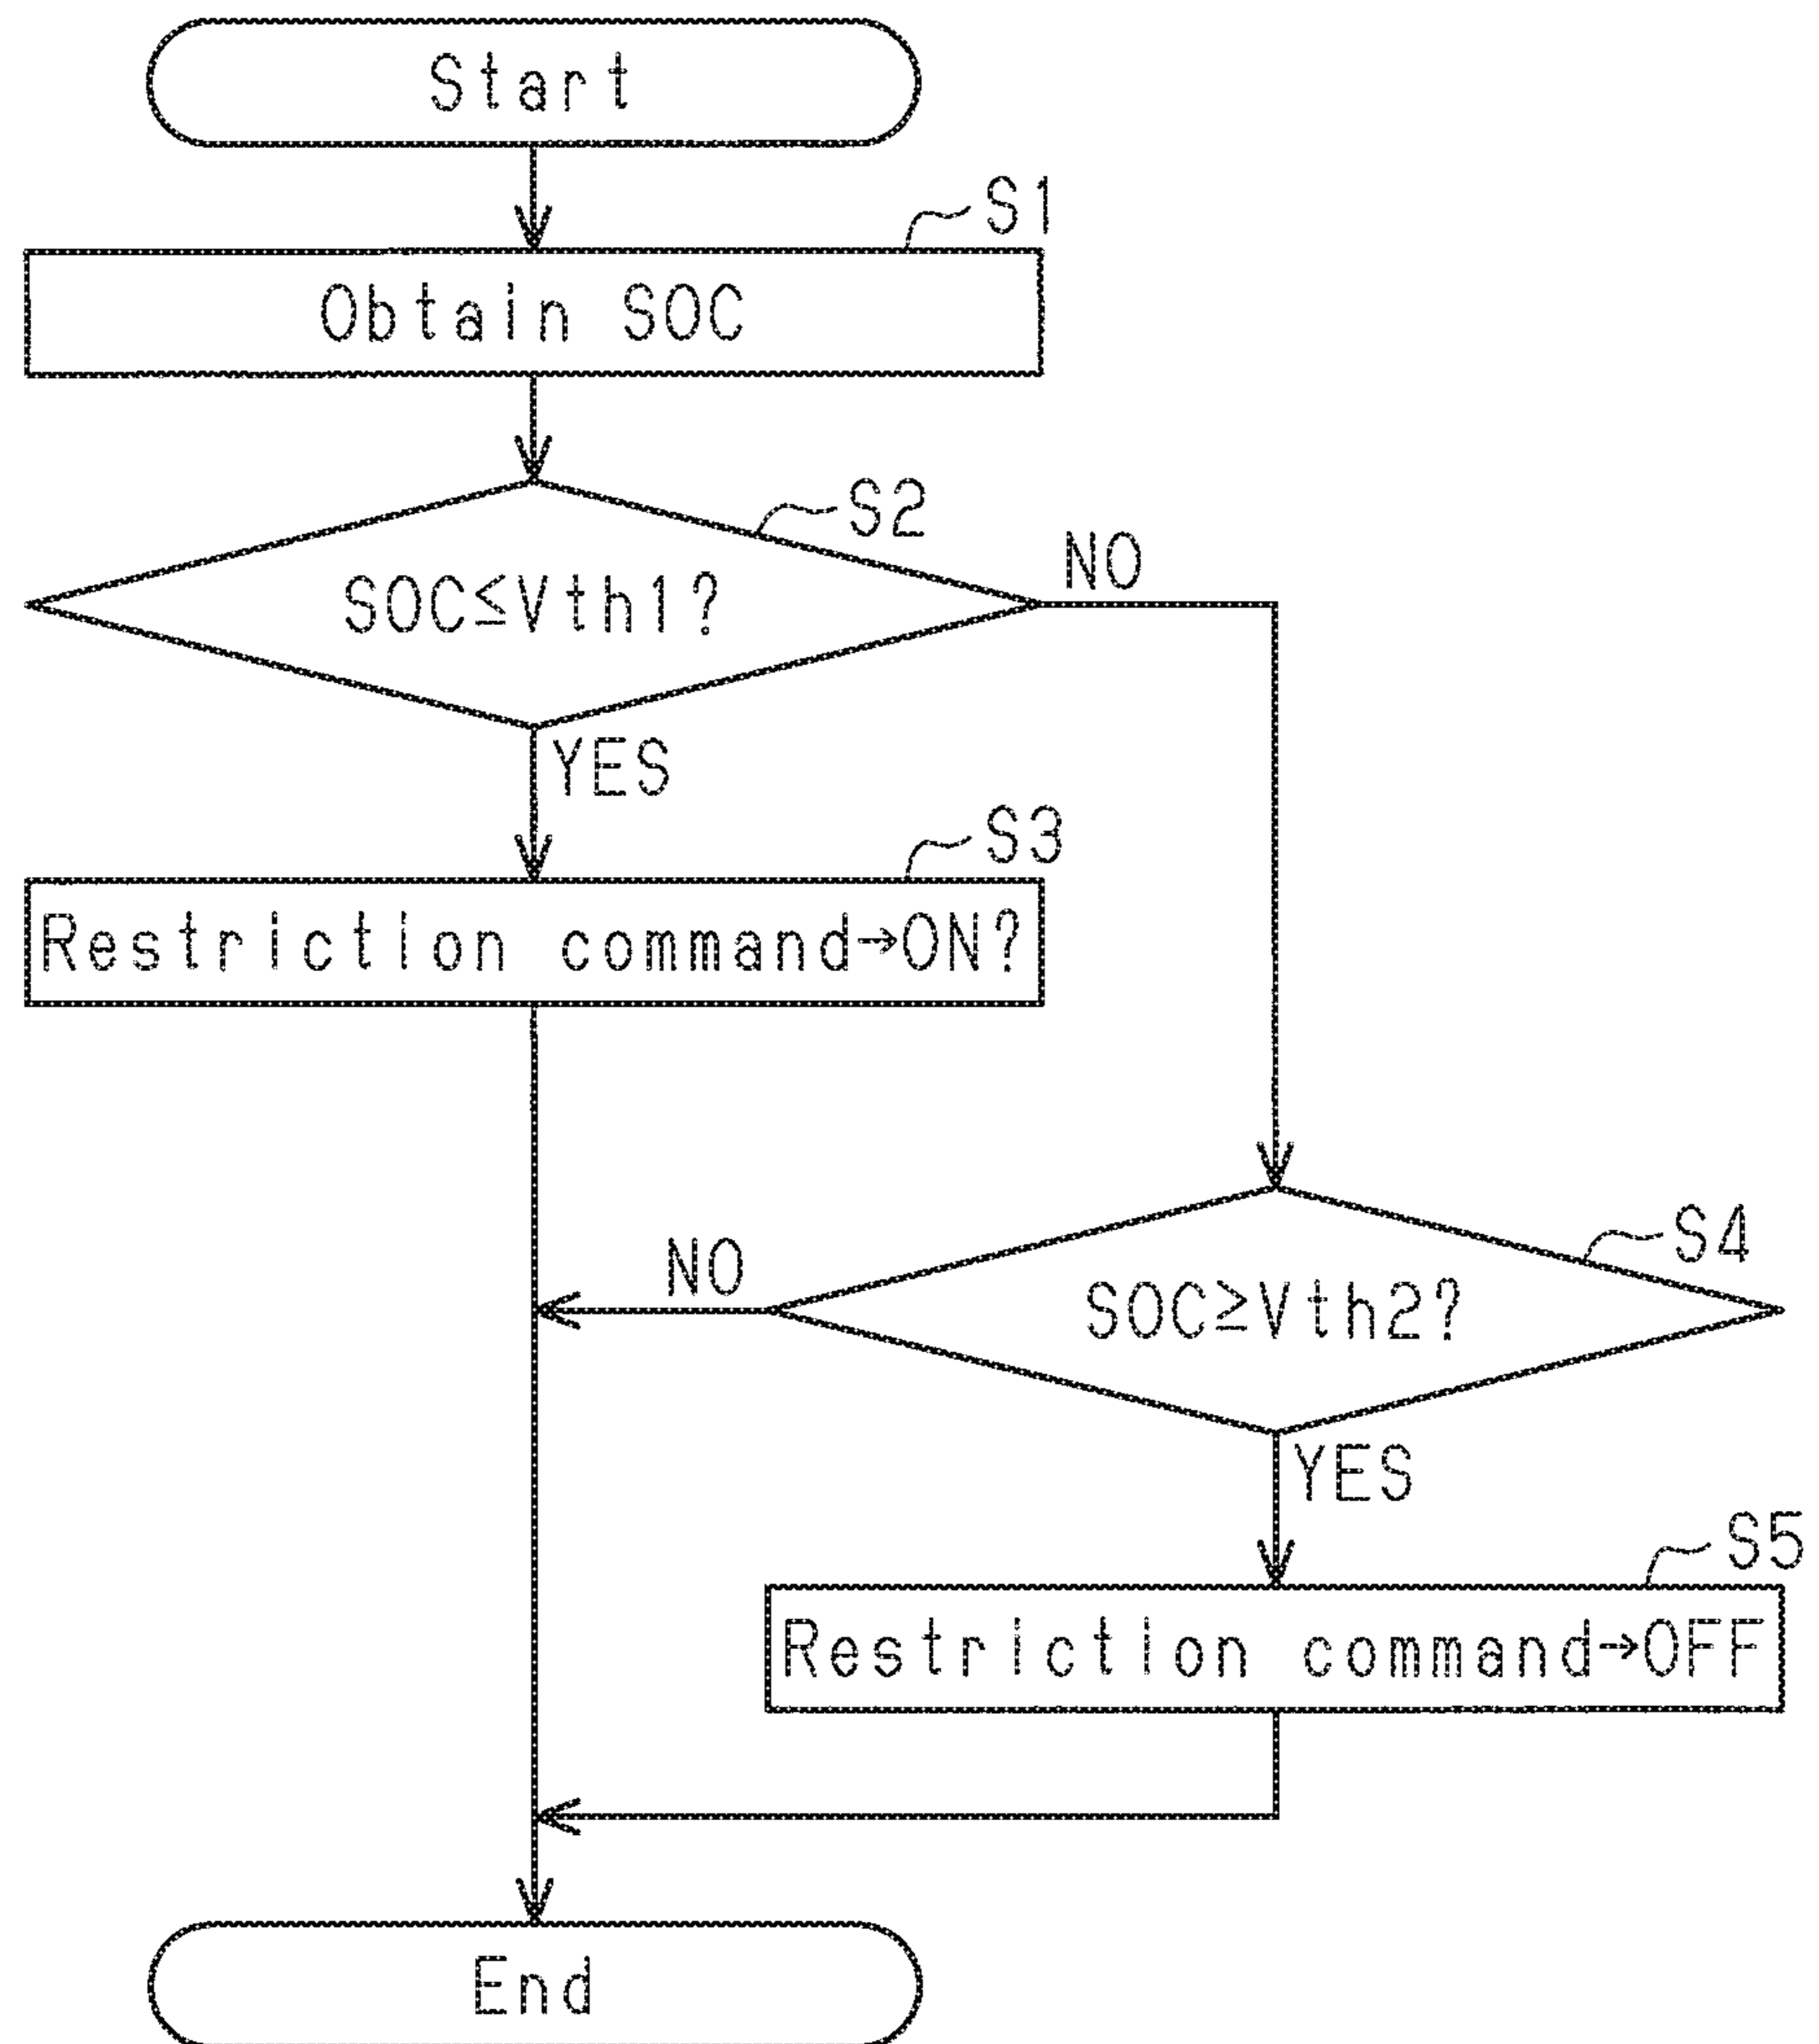 Start
S1
Obtain SOC
S2
NO
SOC≤Vth1?
YES
S3
Restriction command→ON?
S4
NO
SOC≥Vth2?
YES
S5
Restriction command→OFF
End